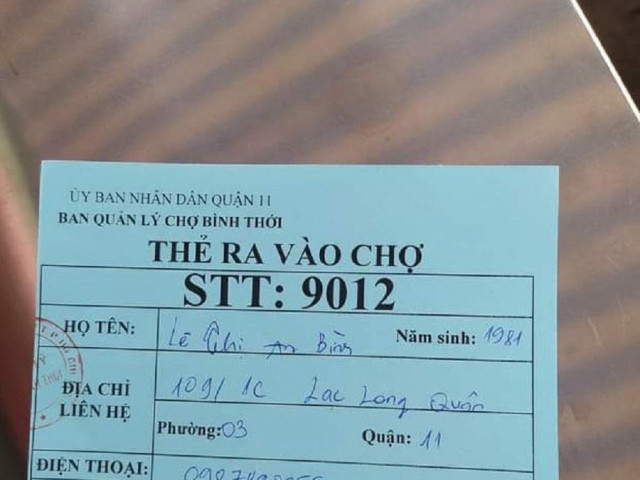 ỦY BAN NHÂN DÂN QUẬN 11
BAN QUẢN LÝ CHỢ BÌNH THỚI
THẺ RA VÀO CHỢ
STT: 9012
HỌ TÊN: Lê Thị An Bình Năm sinh: 1981
ĐỊA CHỈ LIÊN HỆ 109/1C Lạc Long Quân
Phường: 03 Quận: 11
ĐIỆN THOẠI: